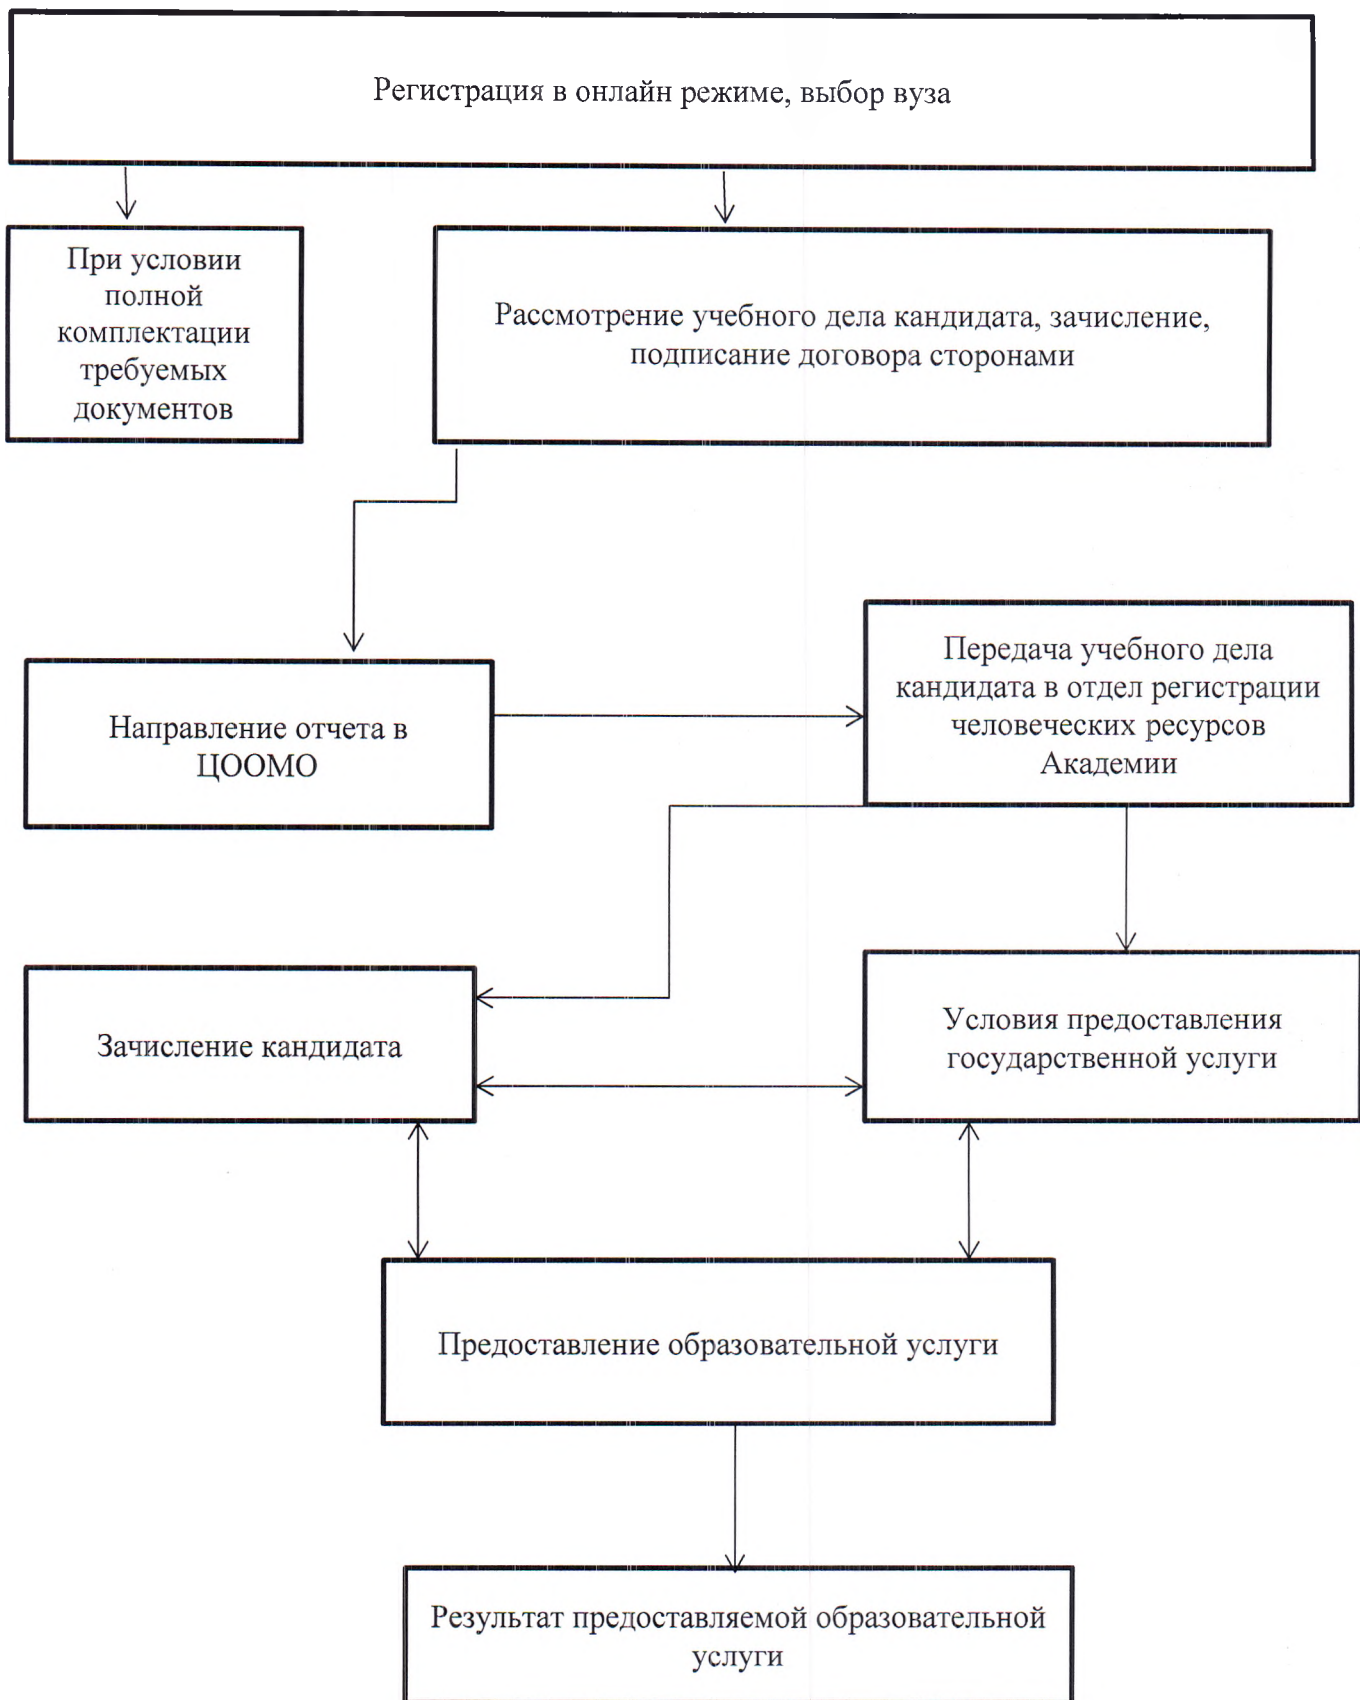 Регистрация в онлайн режиме, выбор вуза
При условии
полной
комплектации
требуемых
документов
Рассмотрение учебного дела кандидата, зачисление,
подписание договора сторонами
Направление отчета в
ЦООМО
Передача учебного дела
кандидата в отдел регистрации
человеческих ресурсов
Академии
Зачисление кандидата
Условия предоставления
государственной услуги
Предоставление образовательной услуги
Результат предоставляемой образовательной
услуги